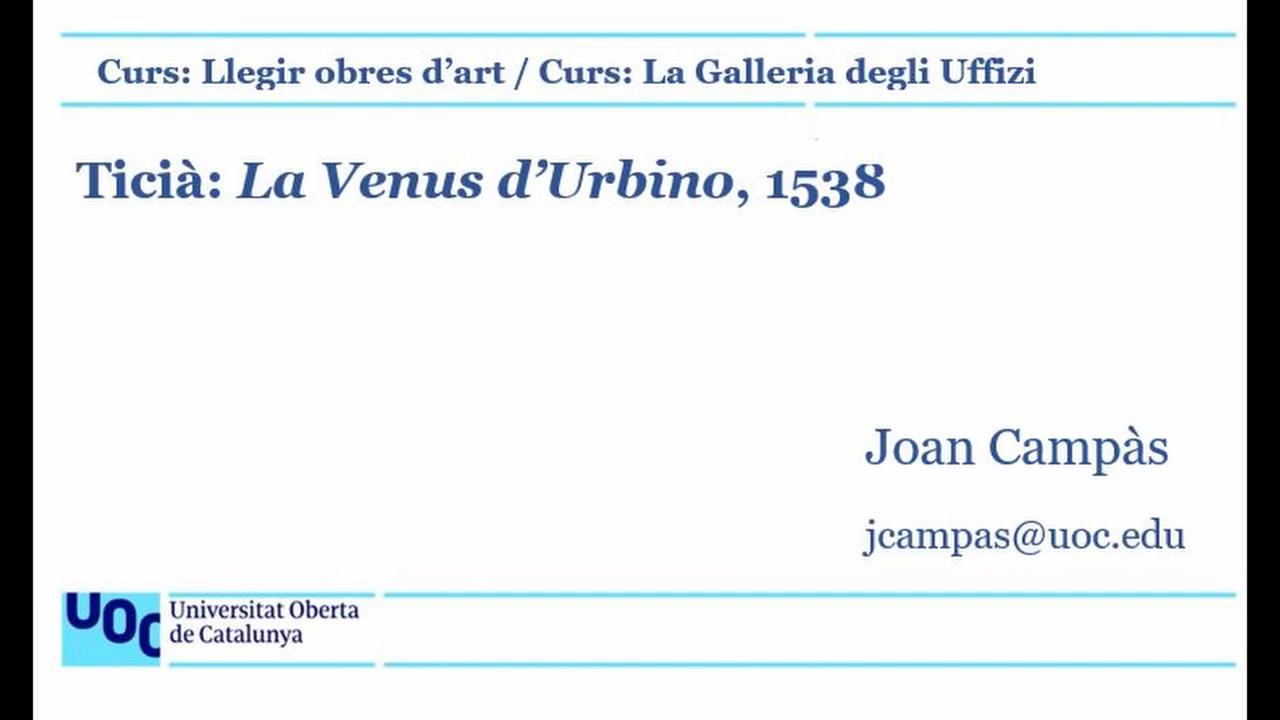 Curs: Llegir obres d’art / Curs: La Galleria degli Uffizi
Ticià: La Venus d’Urbino, 1538
Joan Campàs
jcampas@uoc.edu
UOC
Universitat Oberta
de Catalunya